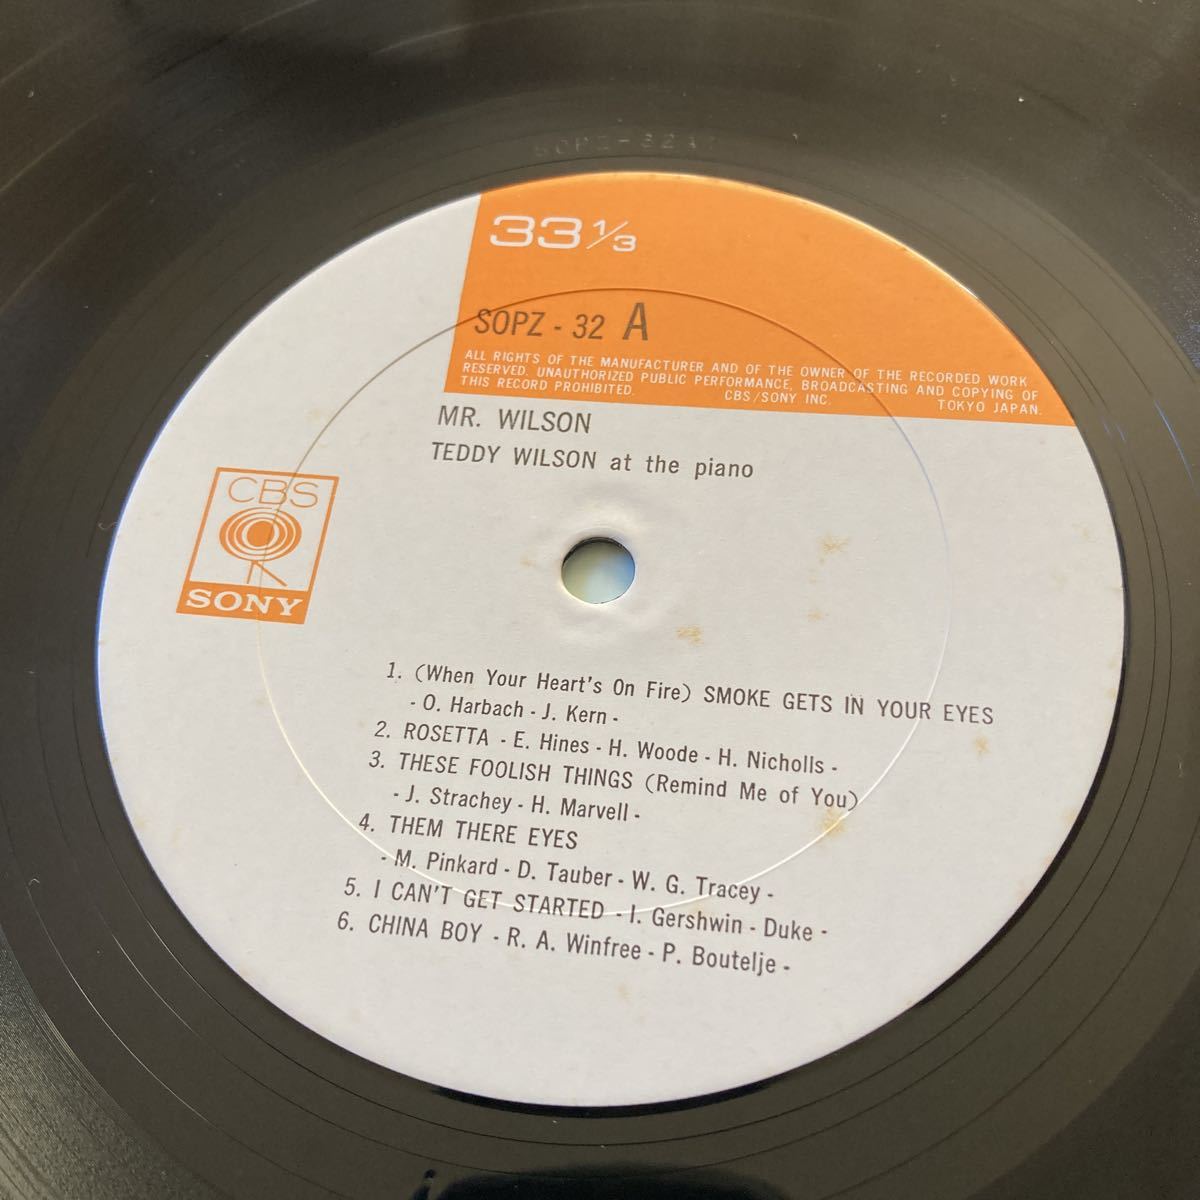 SOPZ-32A
33 1/3
SOPZ - 32 A
ALL RIGHTS OF THE MANUFACTURER AND OF THE OWNER OF THE RECORDED WORK
RESERVED. UNAUTHORIZED PUBLIC PERFORMANCE, BROADCASTING AND COPYING OF
THIS RECORD PROHIBITED. CBS/SONY INC. TOKYO JAPAN.
MR. WILSON
TEDDY WILSON at the piano
CBS
SONY
1. (When Your Heart's On Fire) SMOKE GETS IN YOUR EYES
- O. Harbach - J. Kern -
2. ROSETTA - E. Hines - H. Woode - H. Nicholls -
3. THESE FOOLISH THINGS (Remind Me of You)
- J. Strachey - H. Marvell -
4. THEM THERE EYES
- M. Pinkard - D. Tauber - W. G. Tracey -
5. I CAN'T GET STARTED - I. Gershwin - Duke -
6. CHINA BOY - R. A. Winfree - P. Boutelje -